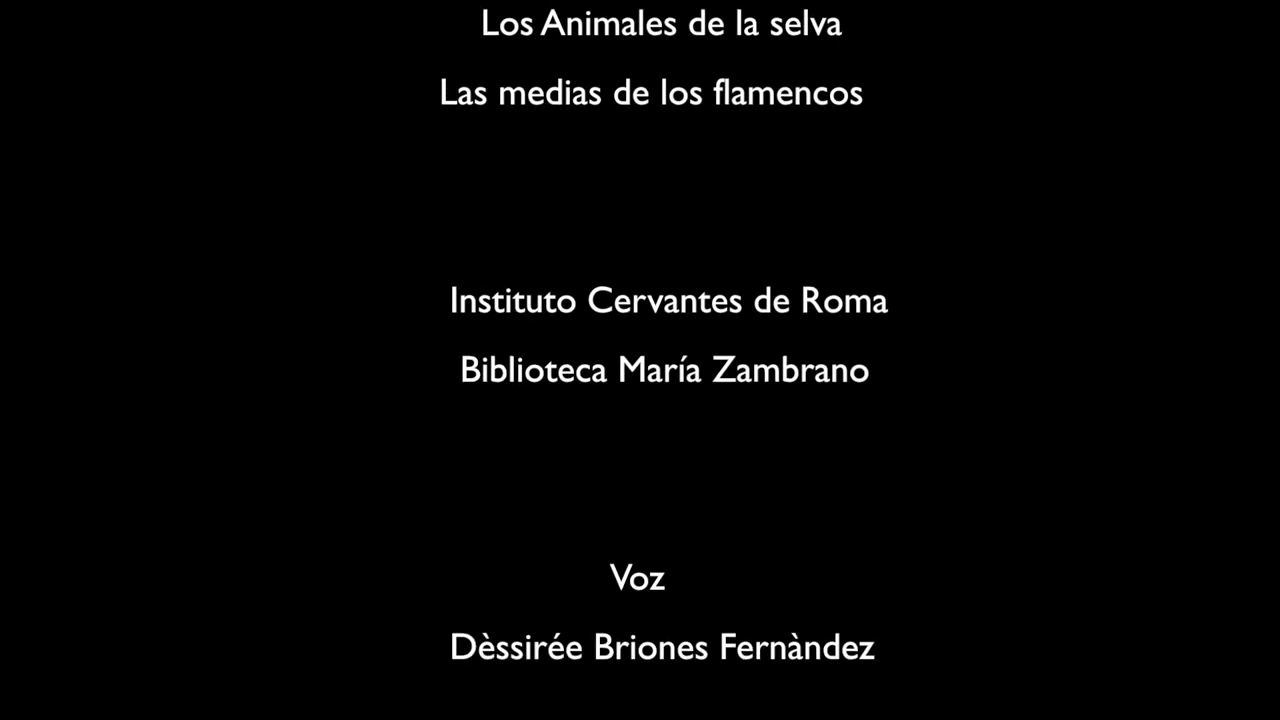 Los Animales de la selva
Las medias de los flamencos
Instituto Cervantes de Roma
Biblioteca María Zambrano
Voz
Dèssirée Briones Fernàndez